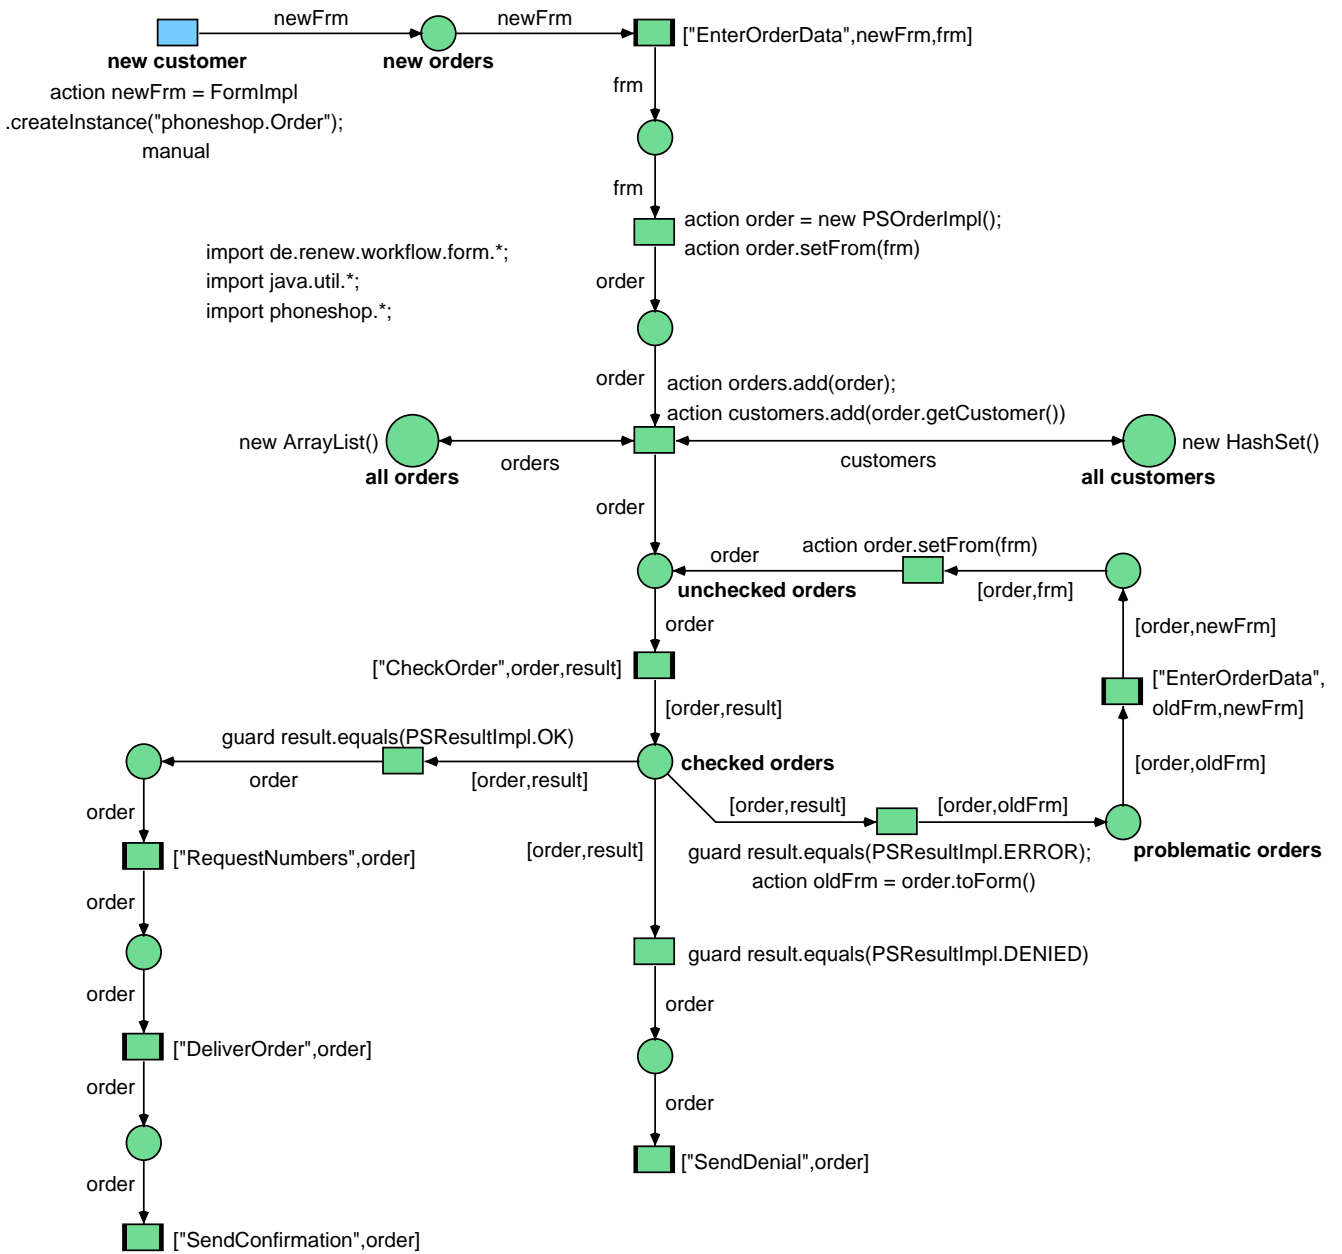 newFrm
newFrm
["EnterOrderData",newFrm,frm]
new customer
new orders
action newFrm = FormImpl
.createInstance("phoneshop.Order");
manual
frm
frm
action order = new PSOrderImpl();
action order.setFrom(frm)
import de.renew.workflow.form.*;
import java.util.*;
import phoneshop.*;
order
order
action orders.add(order);
action customers.add(order.getCustomer())
new ArrayList()
orders
customers
new HashSet()
all orders
all customers
order
order
action order.setFrom(frm)
unchecked orders
[order,frm]
order
[order,newFrm]
["CheckOrder",order,result]
["EnterOrderData",
oldFrm,newFrm]
[order,result]
guard result.equals(PSResultImpl.OK)
order
[order,result]
checked orders
[order,oldFrm]
order
[order,result]
[order,oldFrm]
["RequestNumbers",order]
[order,result]
guard result.equals(PSResultImpl.ERROR);
action oldFrm = order.toForm()
problematic orders
order
guard result.equals(PSResultImpl.DENIED)
order
order
["DeliverOrder",order]
order
order
["SendDenial",order]
order
["SendConfirmation",order]